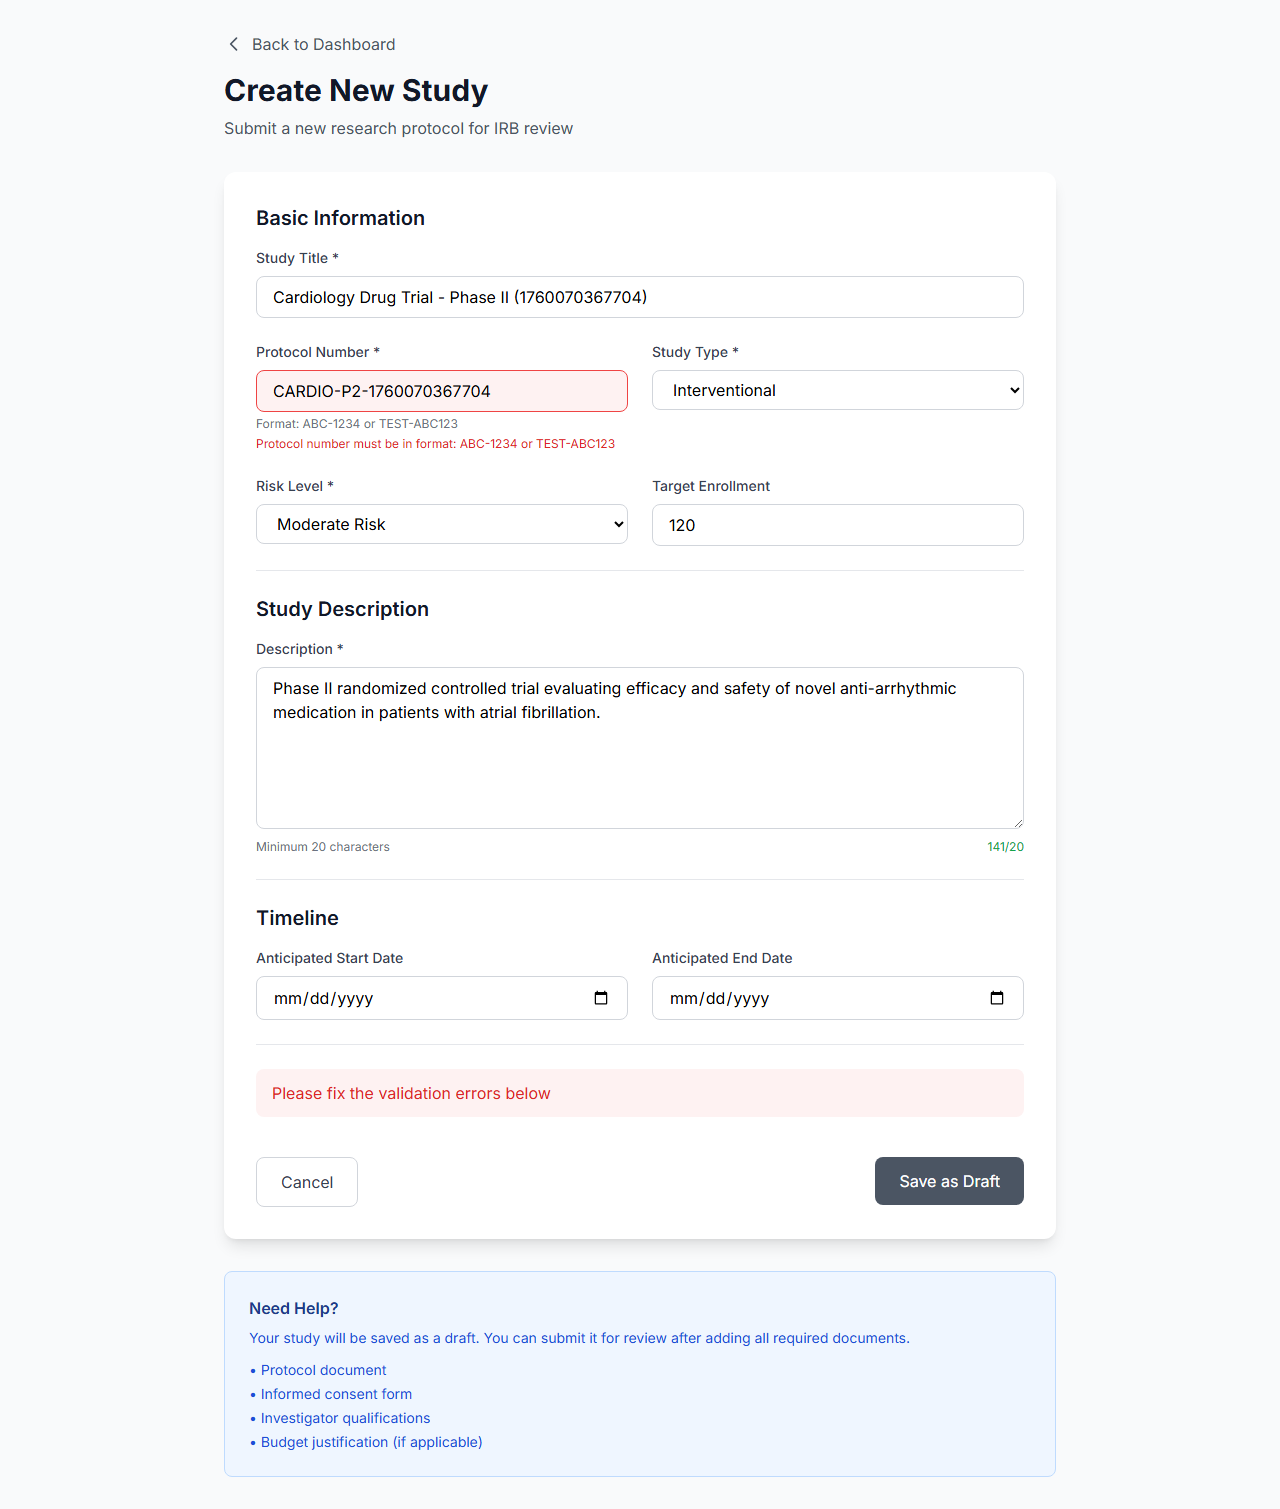 Back to Dashboard
Create New Study
Submit a new research protocol for IRB review
Basic Information
Study Title *
Cardiology Drug Trial - Phase II (1760070367704)
Protocol Number *
Study Type *
CARDIO-P2-1760070367704
Interventional
Format: ABC-1234 or TEST-ABC123
Protocol number must be in format: ABC-1234 or TEST-ABC123
Risk Level *
Target Enrollment
Moderate Risk
120
Study Description
Description *
Phase II randomized controlled trial evaluating efficacy and safety of novel anti-arrhythmic
medication in patients with atrial fibrillation.
Minimum 20 characters
141/20
Timeline
Anticipated Start Date
Anticipated End Date
mm/dd/yyyy
mm/dd/yyyy
Please fix the validation errors below
Cancel
Save as Draft
Need Help?
Your study will be saved as a draft. You can submit it for review after adding all required documents.
• Protocol document
• Informed consent form
• Investigator qualifications
• Budget justification (if applicable)